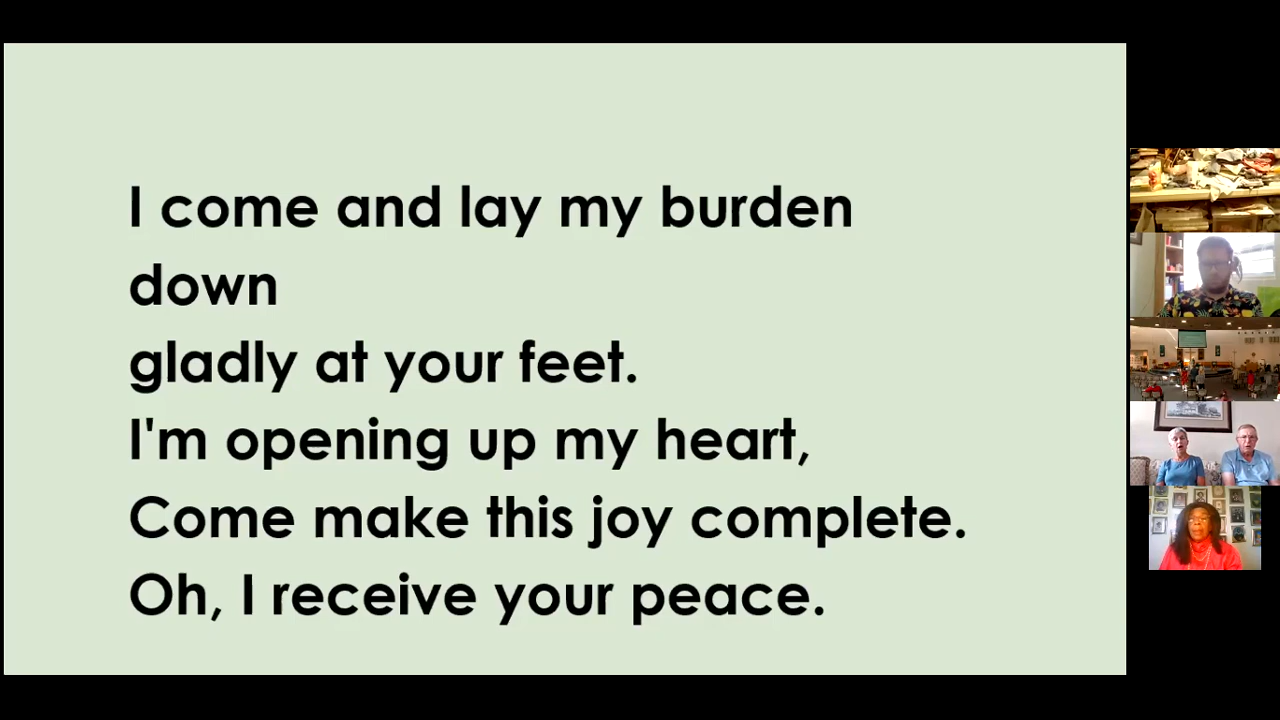 I come and lay my burden
down
gladly at your feet.
I'm opening up my heart,
Come make this joy complete.
Oh, I receive your peace.